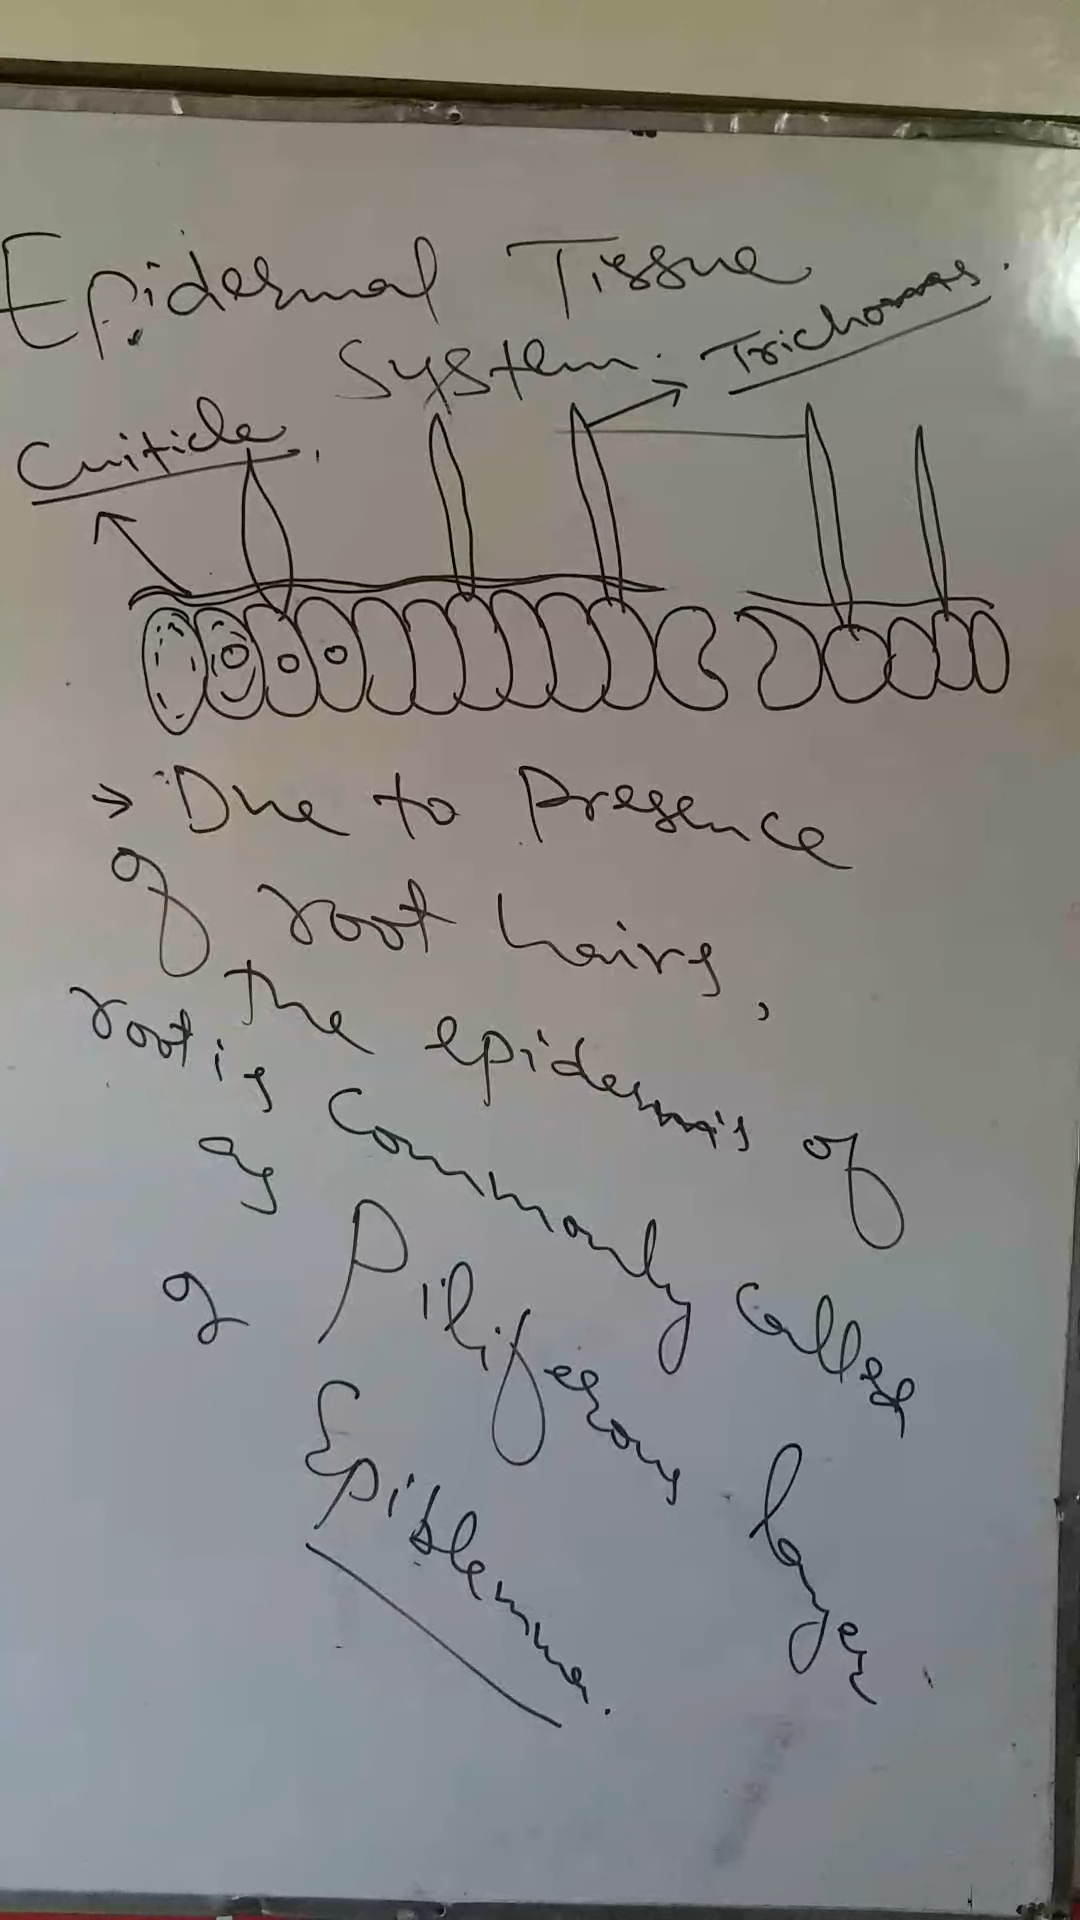 Epidermal Tissue
System.
Trichomes.
Cuiticle.
→ Due to Presence
of root hairs,
the epidermis of
root is Commonly Called
as Piliferous layer
or Epiblema.